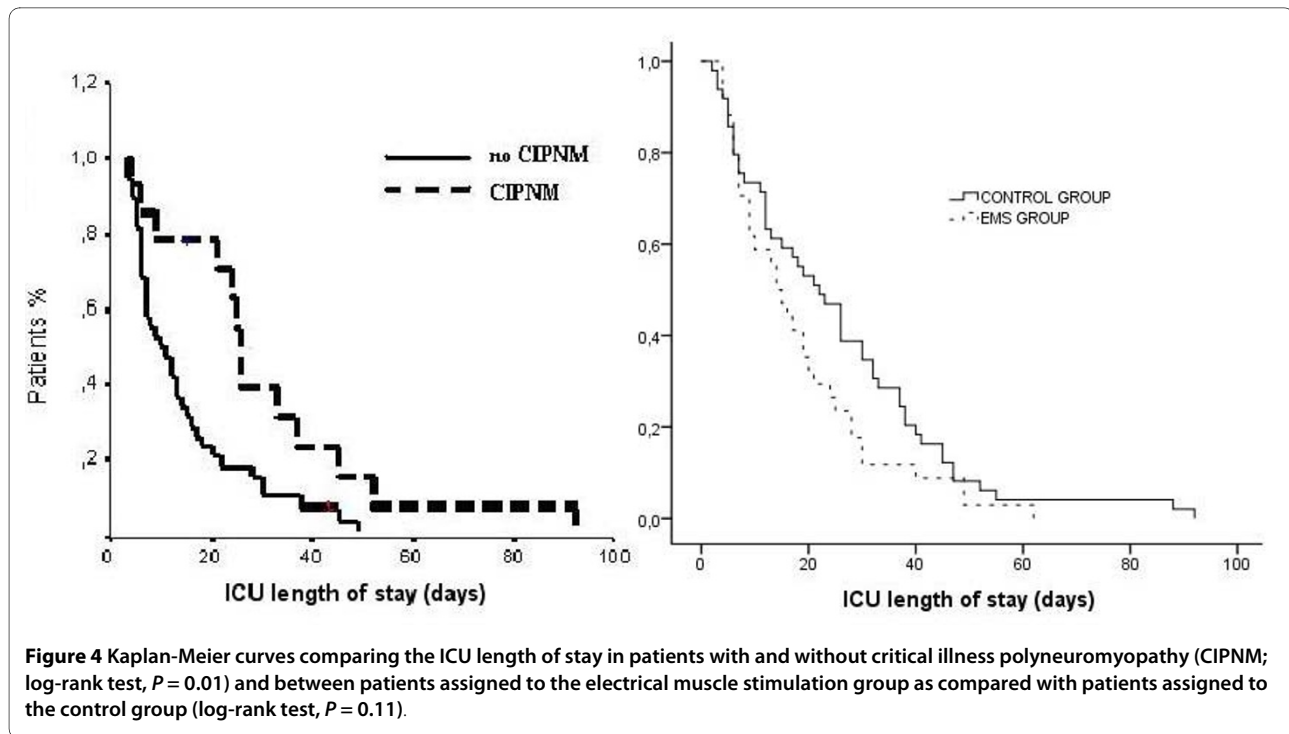 1,2
1,0
,8
,6
,4
,2
Patients %
no CIPNM
CIPNM
0 20 40 60 80 100
ICU length of stay (days)
1,0
0,8
0,6
0,4
0,2
0,0
CONTROL GROUP
EMS GROUP
0 20 40 60 80 100
ICU length of stay (days)
Figure 4 Kaplan-Meier curves comparing the ICU length of stay in patients with and without critical illness polyneuromyopathy (CIPNM;
log-rank test, P = 0.01) and between patients assigned to the electrical muscle stimulation group as compared with patients assigned to
the control group (log-rank test, P = 0.11).